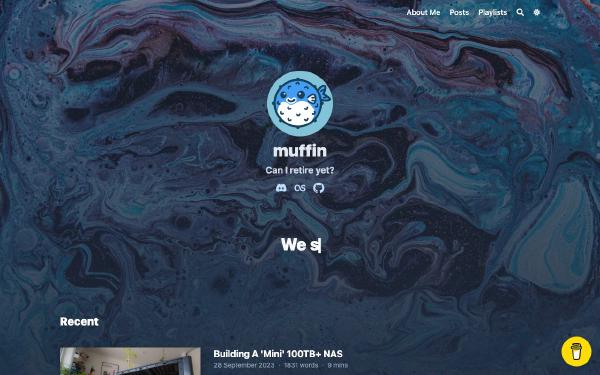 About Me Posts Playlists
muffin
Can I retire yet?
We s
Recent
Building A 'Mini' 100TB+ NAS
28 September 2023 · 1831 words · 9 mins